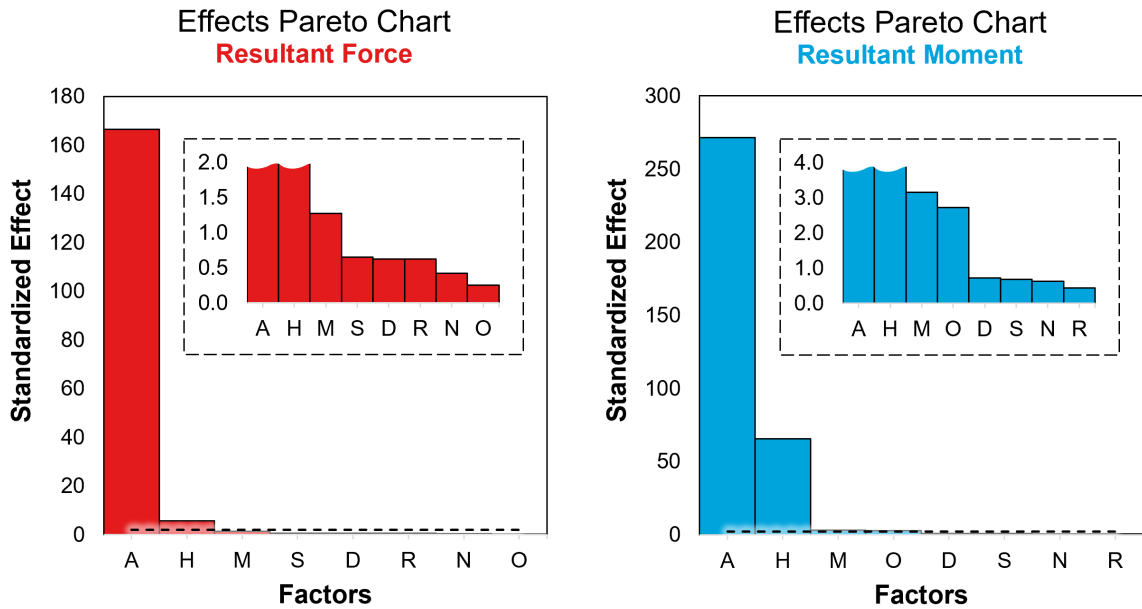 Effects Pareto Chart
Resultant Force
180
160
140
120
100
80
60
40
20
0
Standardized Effect
2.0
1.5
1.0
0.5
0.0
A H M S D R N O
A H M S D R N O
Factors
Effects Pareto Chart
Resultant Moment
300
250
200
150
100
50
0
Standardized Effect
4.0
3.0
2.0
1.0
0.0
A H M O D S N R
A H M O D S N R
Factors